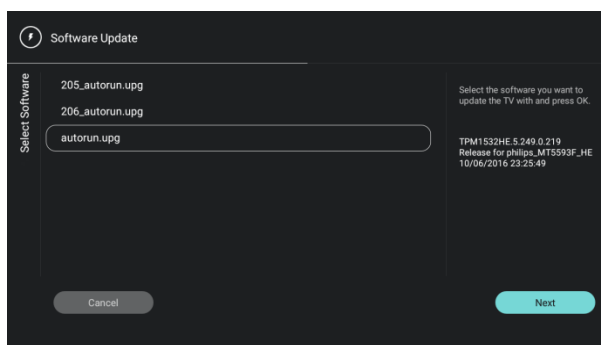 Software Update
Select Software
205_autorun.upg
206_autorun.upg
autorun.upg
Select the software you want to
update the TV with and press OK.
TPM1532HE.5.249.0.219
Release for philips_MT5593F_HE
10/06/2016 23:25:49
Cancel
Next